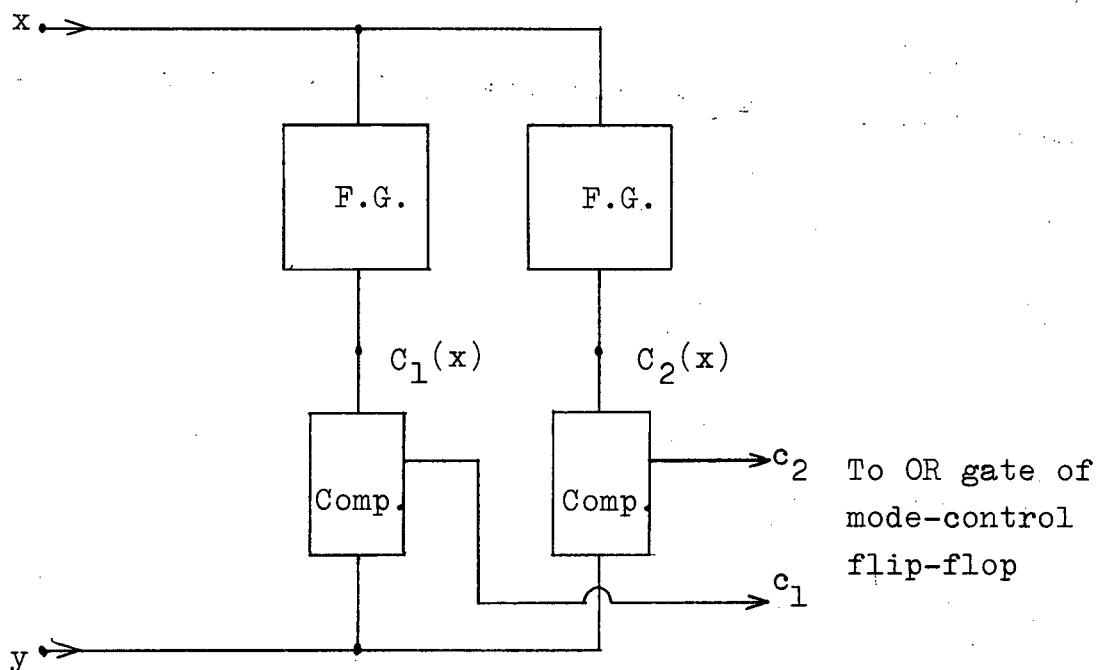 x
F.G. F.G.
C₁(x) C₂(x)
Comp. Comp.
c₂ To OR gate of
mode-control
flip-flop
c₁
y